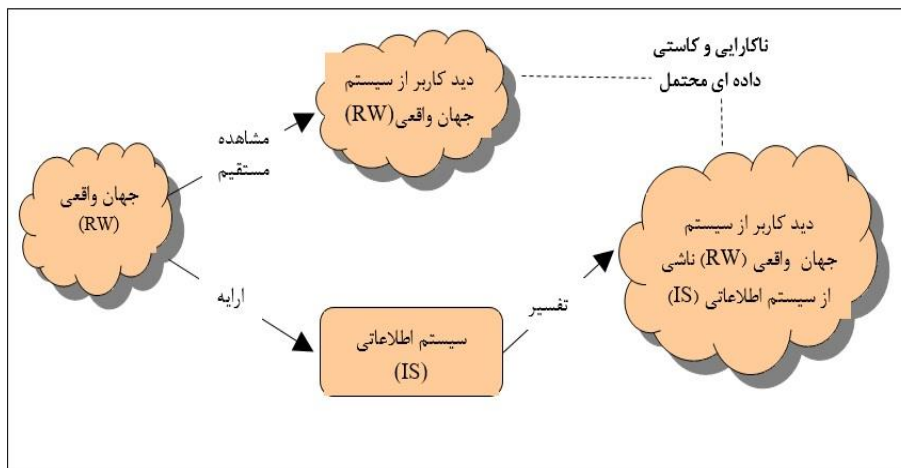 ناکارایی و کاستی
داده ای محتمل
دید کاربر از سیستم
جهان واقعی(RW)
مشاهده
مستقیم
جهان واقعی
(RW)
دید کاربر از سیستم
جهان واقعی (RW) ناشی
از سیستم اطلاعاتی (IS)
ارایه
تفسیر
سیستم اطلاعاتی
(IS)